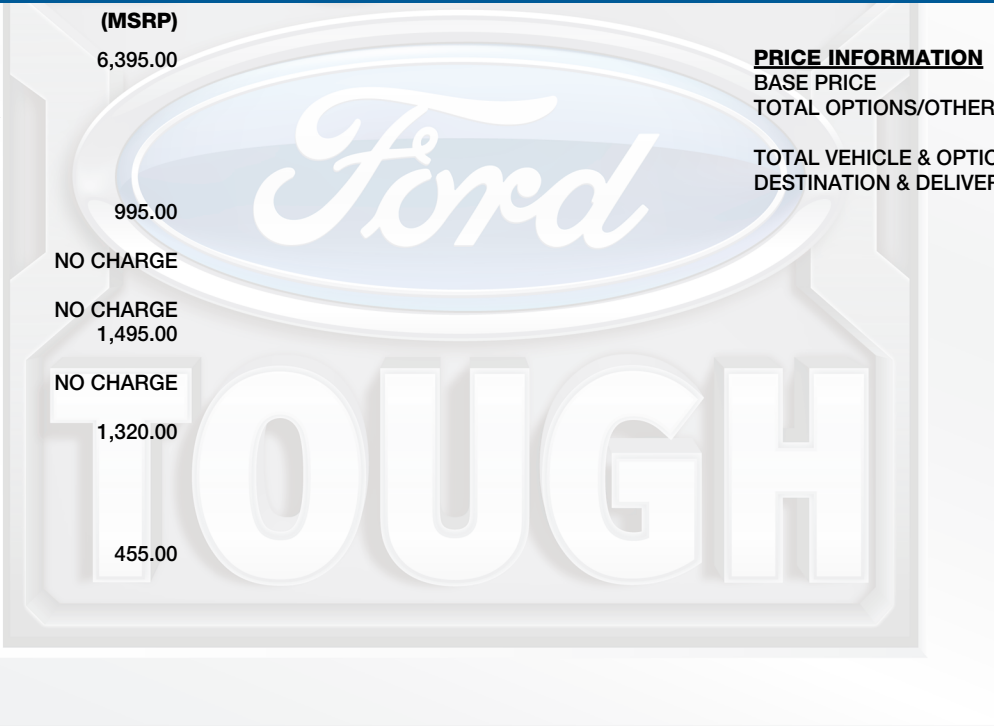 (MSRP)
6,395.00
995.00
NO CHARGE
NO CHARGE
1,495.00
NO CHARGE
1,320.00
455.00
PRICE INFORMATION
BASE PRICE
TOTAL OPTIONS/OTHER
TOTAL VEHICLE & OPTIO
DESTINATION & DELIVER
Ford
TOUGH